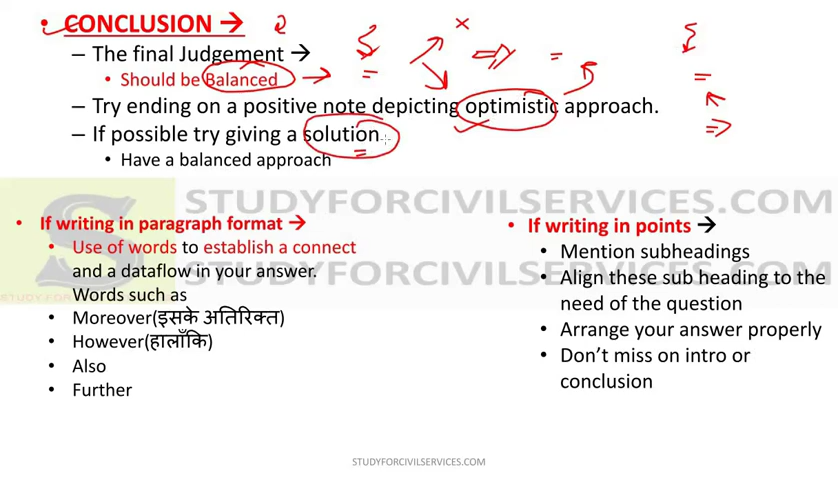 • CONCLUSION →
– The final Judgement →
• Should be Balanced
– Try ending on a positive note depicting optimistic approach.
– If possible try giving a solution.
• Have a balanced approach
STUDYFORCIVILSERVICES.COM
STUDYFORCIVILSERVICES.COM
• If writing in paragraph format →
• Use of words to establish a connect
and a dataflow in your answer.
Words such as
• Moreover(इसके अतिरिक्त)
• However(हालाँकि)
• Also
• Further
• If writing in points →
• Mention subheadings
• Align these sub heading to the
need of the question
• Arrange your answer properly
• Don't miss on intro or
conclusion
STUDYFORCIVILSERVICES.COM